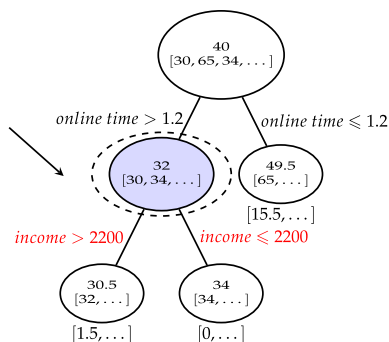 40
[30, 65, 34, . . . ]
online time > 1.2
online time ⩽ 1.2
32
[30, 34, . . . ]
49.5
[65, . . . ]
[15.5, . . . ]
income > 2200
income ⩽ 2200
30.5
[32, . . . ]
34
[34, . . . ]
[1.5, . . . ]
[0, . . . ]